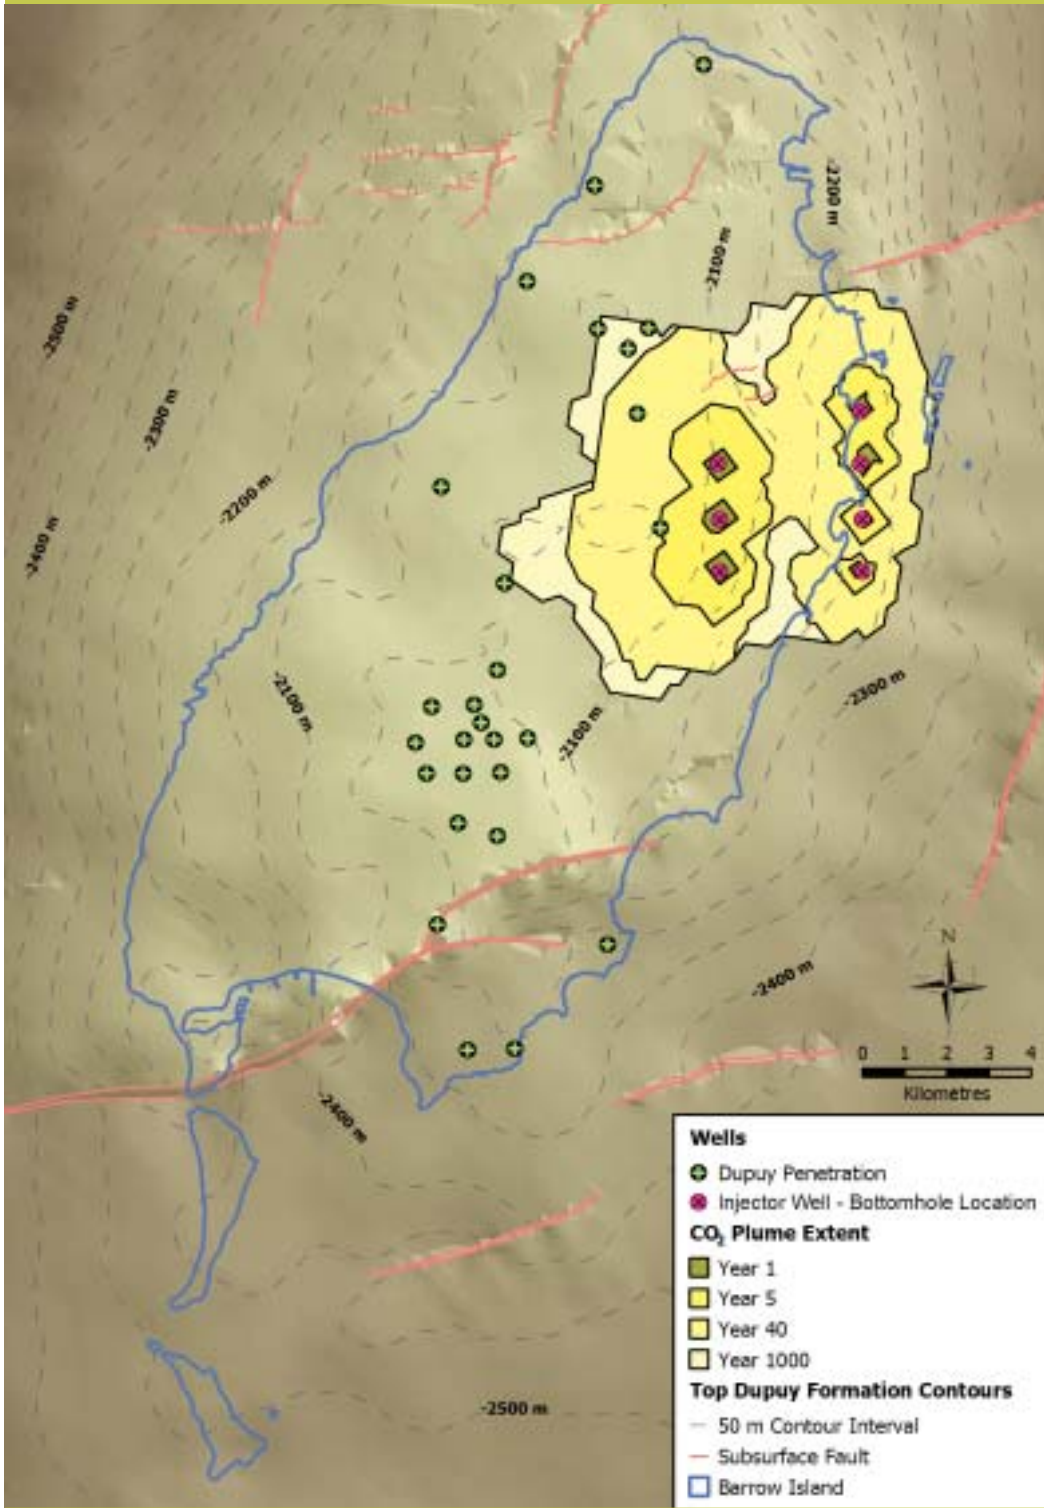 -2200 m
-2100 m
-2500 m
-2300 m
-2200 m
-2400 m
-2100 m
-2100 m
-2300 m
N
-2400 m
0 1 2 3 4
Kilometres
-2400 m
-2500 m
Wells
Dupuy Penetration
Injector Well - Bottomhole Location
CO₂ Plume Extent
Year 1
Year 5
Year 40
Year 1000
Top Dupuy Formation Contours
50 m Contour Interval
Subsurface Fault
Barrow Island